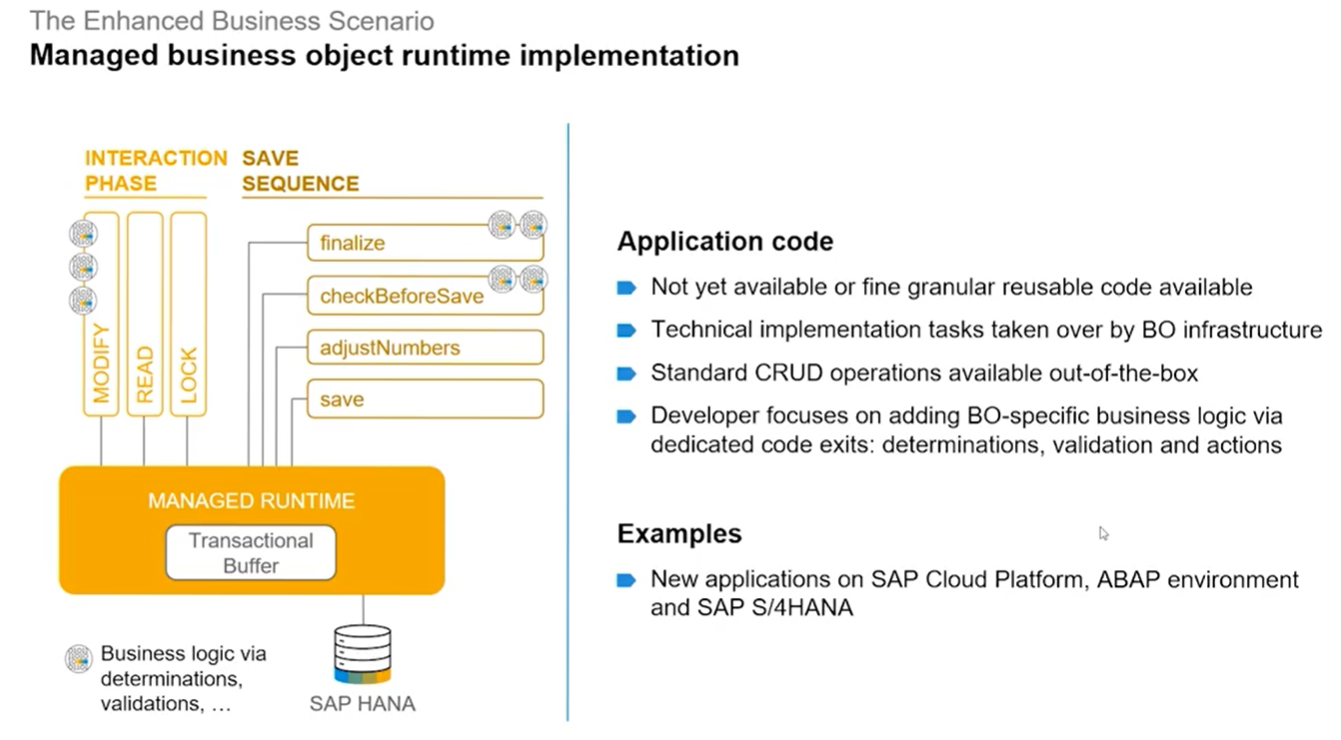 The Enhanced Business Scenario
Managed business object runtime implementation
INTERACTION
PHASE
SAVE
SEQUENCE
MODIFY
READ
LOCK
finalize
checkBeforeSave
adjustNumbers
save
MANAGED RUNTIME
Transactional
Buffer
Business logic via
determinations,
validations, …
SAP HANA
Application code
Not yet available or fine granular reusable code available
Technical implementation tasks taken over by BO infrastructure
Standard CRUD operations available out-of-the-box
Developer focuses on adding BO-specific business logic via
dedicated code exits: determinations, validation and actions
Examples
New applications on SAP Cloud Platform, ABAP environment
and SAP S/4HANA